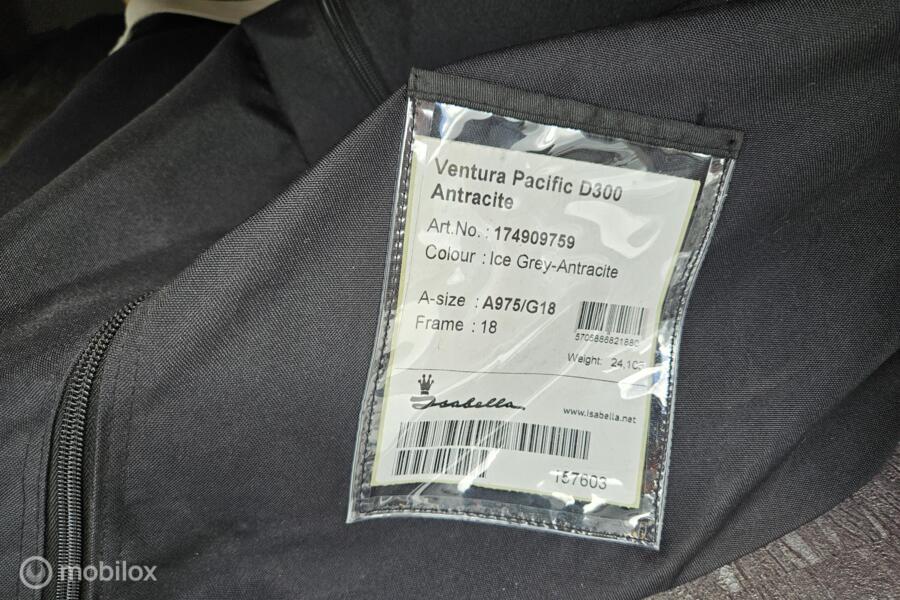 Ventura Pacific D300
Antracite
Art.No. : 174909759
Colour : Ice Grey-Antracite
A-size : A975/G18
Frame : 18
5705886821880
Weight: 24,10
Isabella
www.isabella.net
157603
mobilox